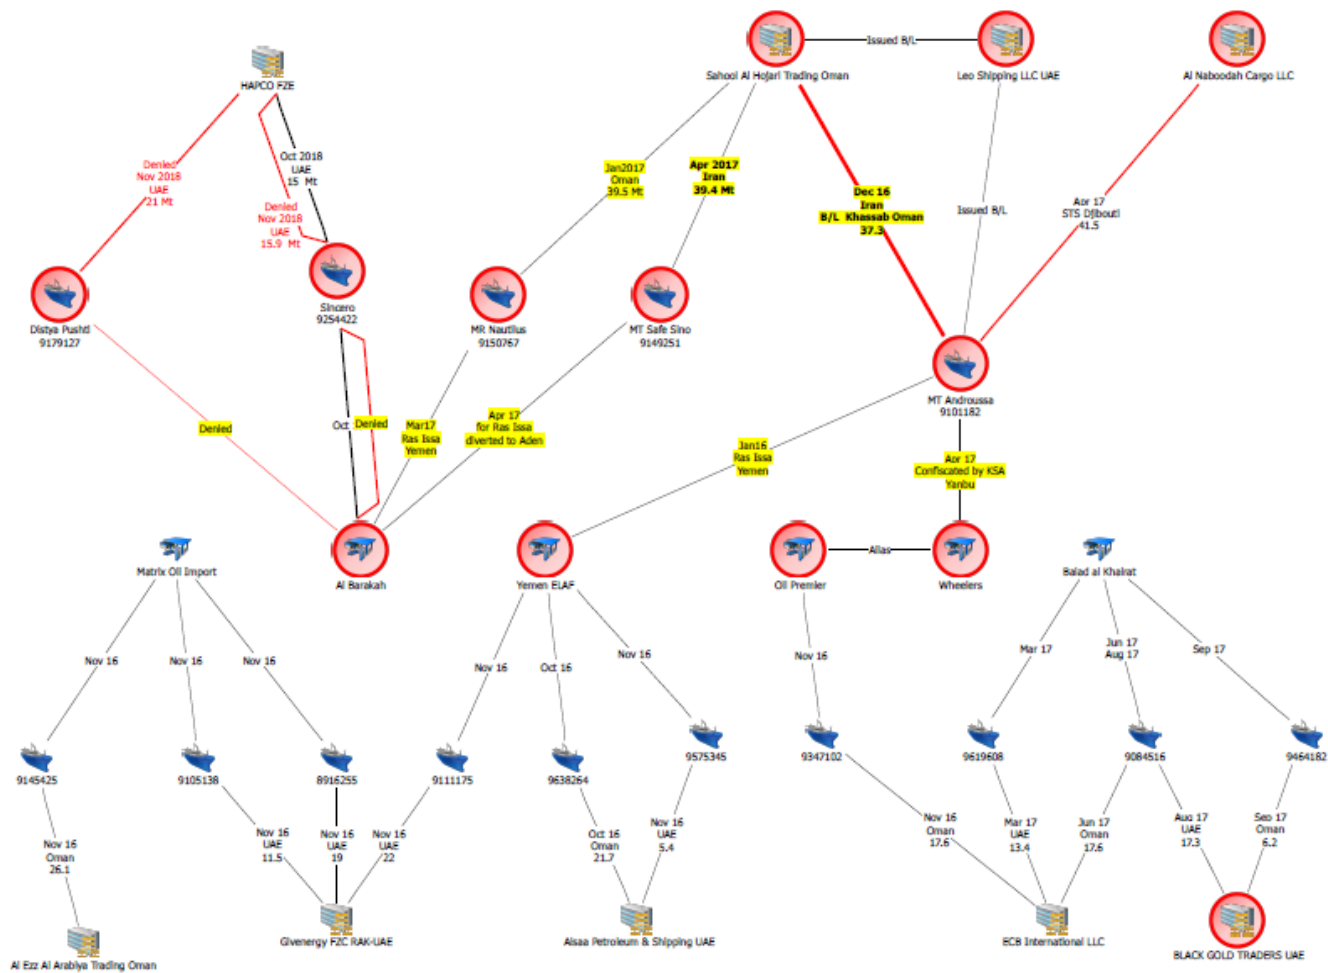 HAPCO FZE
Sahool Al Hojari Trading Oman
Issued B/L
Leo Shipping LLC UAE
Al Naboodah Cargo LLC
Denied
Nov 2018
UAE
21 Mt
Oct 2018
UAE
15 Mt
Denied
Nov 2018
UAE
15.9 Mt
Jan2017
Oman
39.5 Mt
Apr 2017
Iran
39.4 Mt
Dec 16
Iran
B/L Khassab Oman
37.3
Issued B/L
Apr 17
STS Djibouti
41.5
Distya Pushti
9179127
Sincero
9254422
MR Nautilus
9150767
MT Safe Sino
9149251
MT Androussa
9101182
Denied
Oct
Denied
Mar17
Ras Issa
Yemen
Apr 17
for Ras Issa
diverted to Aden
Jan16
Ras Issa
Yemen
Apr 17
Confiscated by KSA
Yanbu
Matrix Oil Import
Al Barakah
Yemen ELAF
Oil Premier
Alias
Wheelers
Balad al Khairat
Nov 16
Nov 16
Nov 16
Nov 16
Oct 16
Nov 16
Nov 16
Mar 17
Jun 17
Aug 17
Sep 17
9145425
9105138
8916255
9111175
9638264
9575345
9347102
9619608
9084516
9464182
Nov 16
Oman
26.1
Nov 16
UAE
11.5
Nov 16
UAE
19
Nov 16
UAE
22
Oct 16
Oman
21.7
Nov 16
UAE
5.4
Nov 16
Oman
17.6
Mar 17
UAE
13.4
Jun 17
Oman
17.6
Aug 17
UAE
17.3
Sep 17
Oman
6.2
Al Ezz Al Arabiya Trading Oman
Givenergy FZC RAK-UAE
Aisaa Petroleum & Shipping UAE
ECB International LLC
BLACK GOLD TRADERS UAE